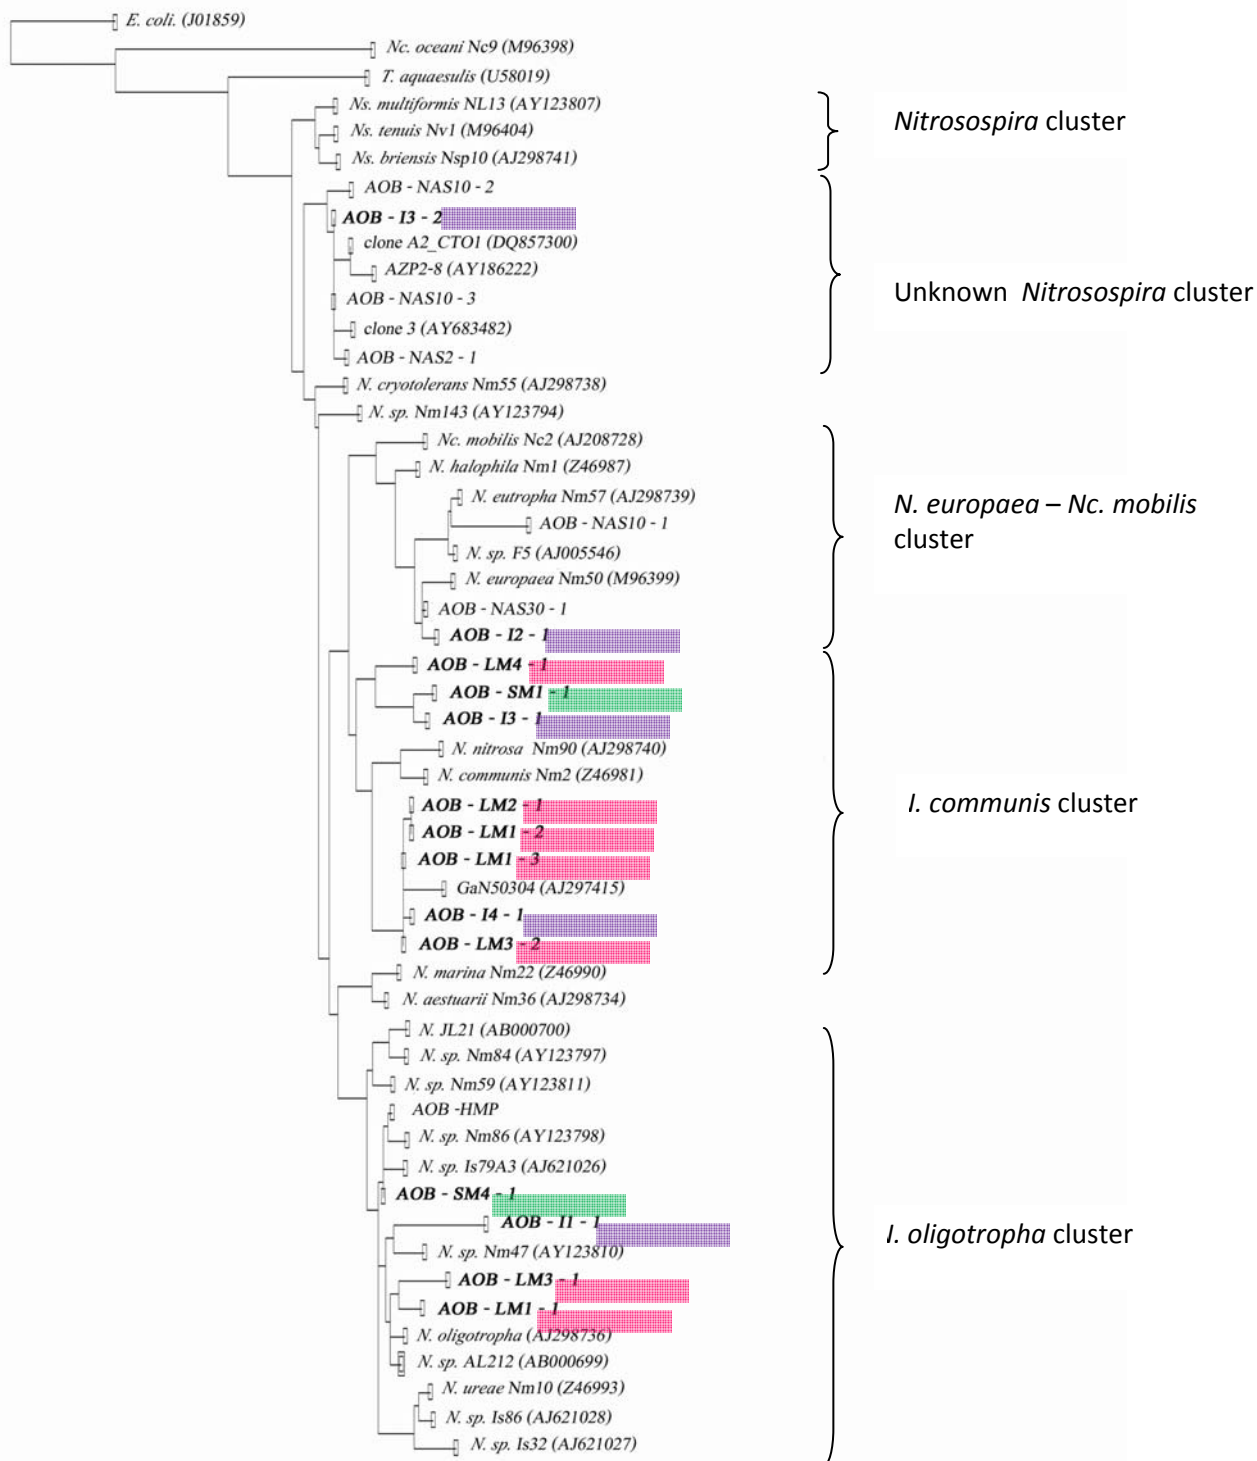 E. coli. (J01859)
Nc. oceani Nc9 (M96398)
T. aquaesulis (U58019)
Ns. multiformis NL13 (AY123807)
Ns. tenuis Nv1 (M96404)
Ns. briensis Nsp10 (AJ298741)
Nitrosospira cluster
AOB - NAS10 - 2
AOB - I3 - 2
clone A2_CTO1 (DQ857300)
AZP2-8 (AY186222)
AOB - NAS10 - 3
clone 3 (AY683482)
AOB - NAS2 - 1
Unknown Nitrosospira cluster
N. cryotolerans Nm55 (AJ298738)
N. sp. Nm143 (AY123794)
Nc. mobilis Nc2 (AJ208728)
N. halophila Nm1 (Z46987)
N. eutropha Nm57 (AJ298739)
AOB - NAS10 - 1
N. sp. F5 (AJ005546)
N. europaea Nm50 (M96399)
AOB - NAS30 - 1
AOB - I2 - 1
N. europaea – Nc. mobilis
cluster
AOB - LM4 - 1
AOB - SM1 - 1
AOB - I3 - 1
N. nitrosa Nm90 (AJ298740)
N. communis Nm2 (Z46981)
AOB - LM2 - 1
AOB - LM1 - 2
AOB - LM1 - 3
GaN50304 (AJ297415)
AOB - I4 - 1
AOB - LM3 - 2
I. communis cluster
N. marina Nm22 (Z46990)
N. aestuarii Nm36 (AJ298734)
N. JL21 (AB000700)
N. sp. Nm84 (AY123797)
N. sp. Nm59 (AY123811)
AOB -HMP
N. sp. Nm86 (AY123798)
N. sp. Is79A3 (AJ621026)
AOB - SM4 - 1
AOB - I1 - 1
N. sp. Nm47 (AY123810)
AOB - LM3 - 1
AOB - LM1 - 1
N. oligotropha (AJ298736)
N. sp. AL212 (AB000699)
N. ureae Nm10 (Z46993)
N. sp. Is86 (AJ621028)
N. sp. Is32 (AJ621027)
I. oligotropha cluster